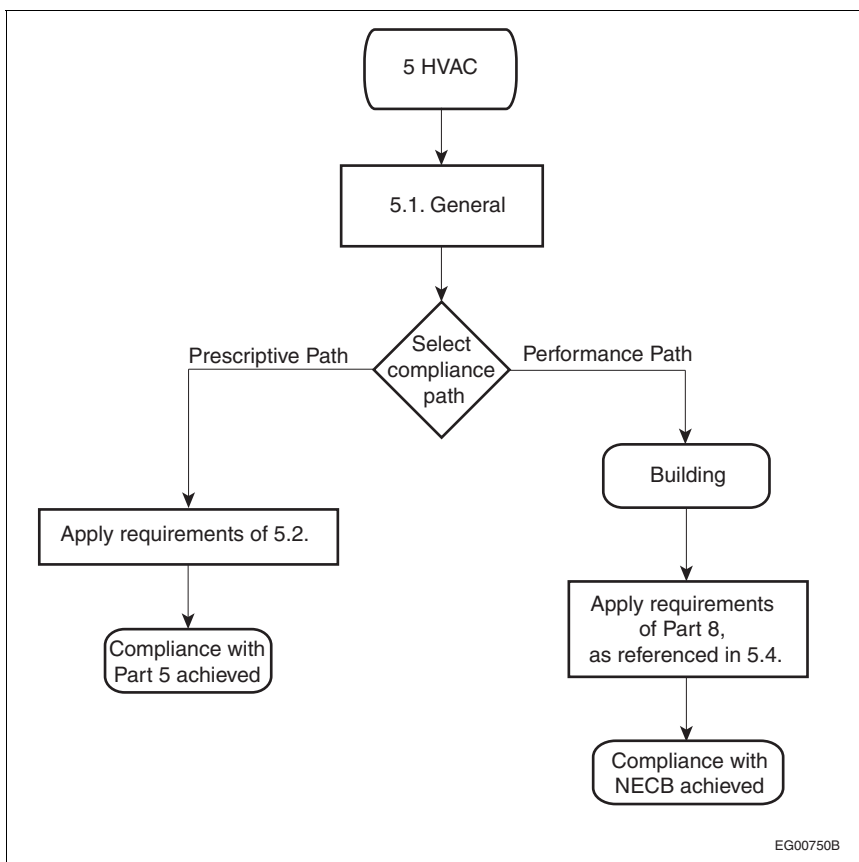 5 HVAC
5.1. General
Select
compliance
path
Prescriptive Path
Performance Path
Building
Apply requirements of 5.2.
Apply requirements
of Part 8,
as referenced in 5.4.
Compliance with
Part 5 achieved
Compliance with
NECB achieved
EG00750B